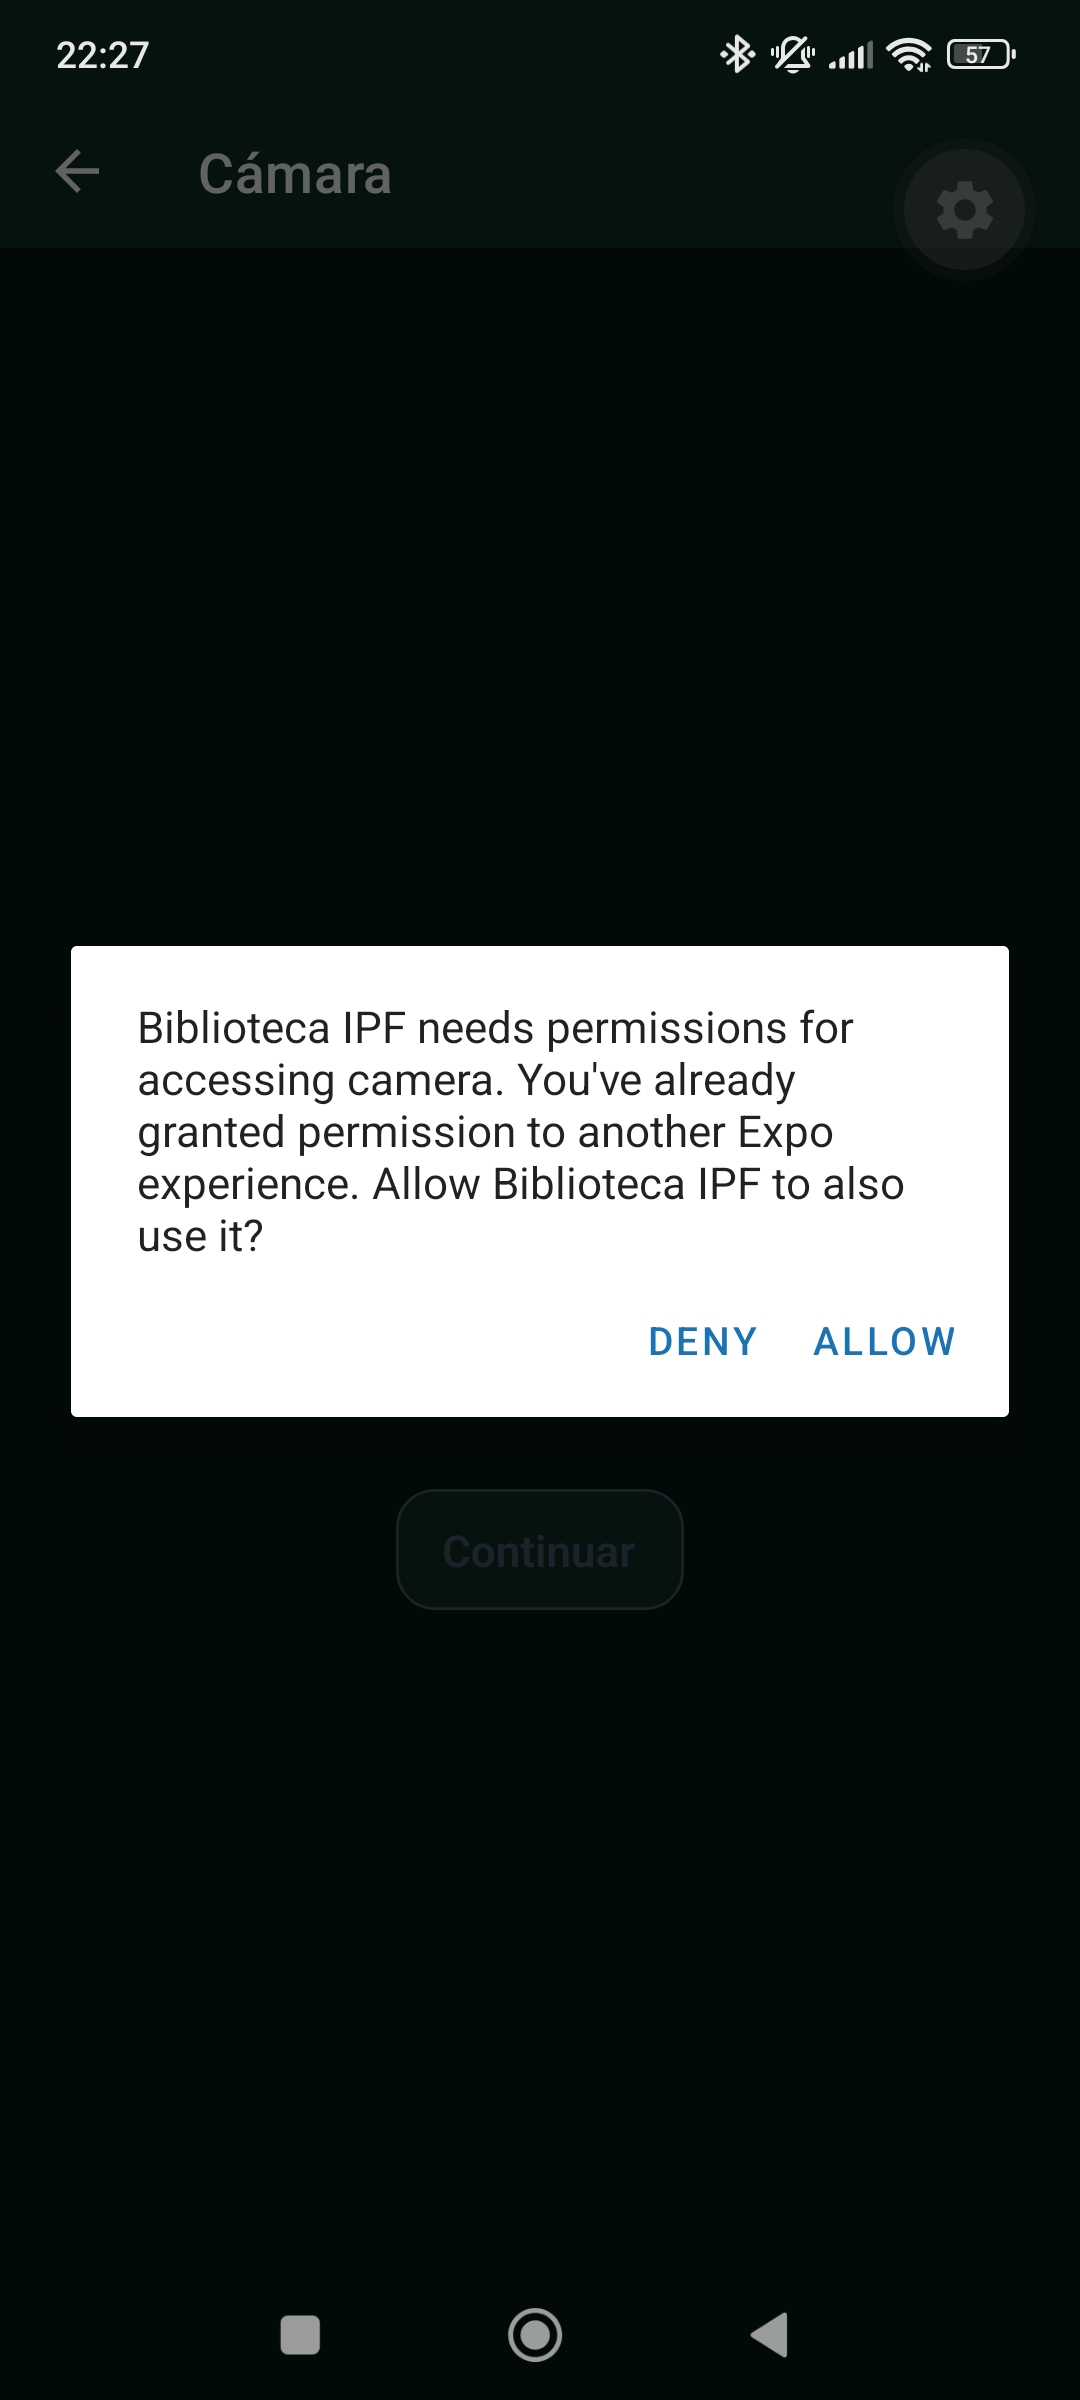 22:27
57
Cámara
Biblioteca IPF needs permissions for
accessing camera. You've already
granted permission to another Expo
experience. Allow Biblioteca IPF to also
use it?
DENY ALLOW
Continuar